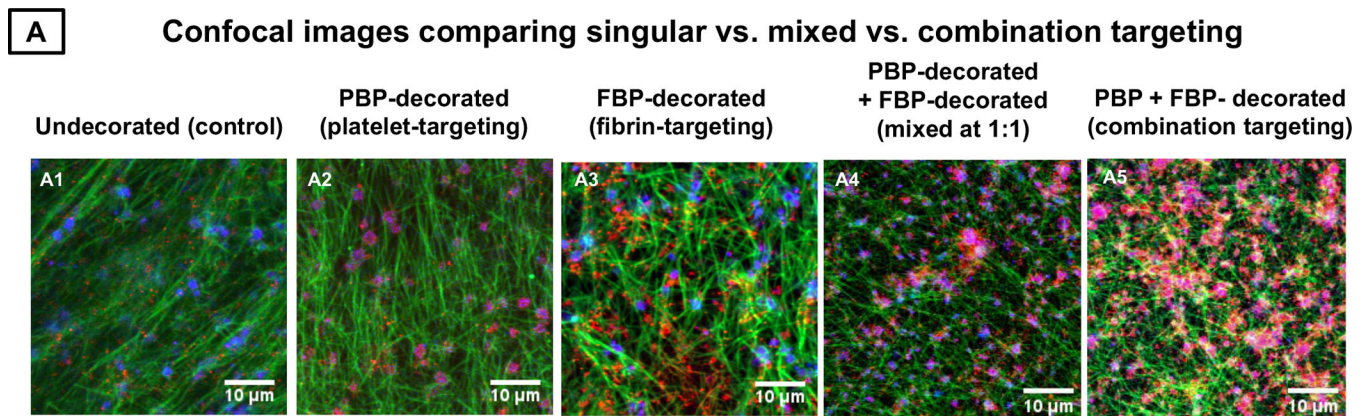 A
Confocal images comparing singular vs. mixed vs. combination targeting
Undecorated (control)
PBP-decorated
(platelet-targeting)
FBP-decorated
(fibrin-targeting)
PBP-decorated
+ FBP-decorated
(mixed at 1:1)
PBP + FBP- decorated
(combination targeting)
A1
A2
A3
A4
A5
10 µm
10 µm
10 µm
10 µm
10 µm